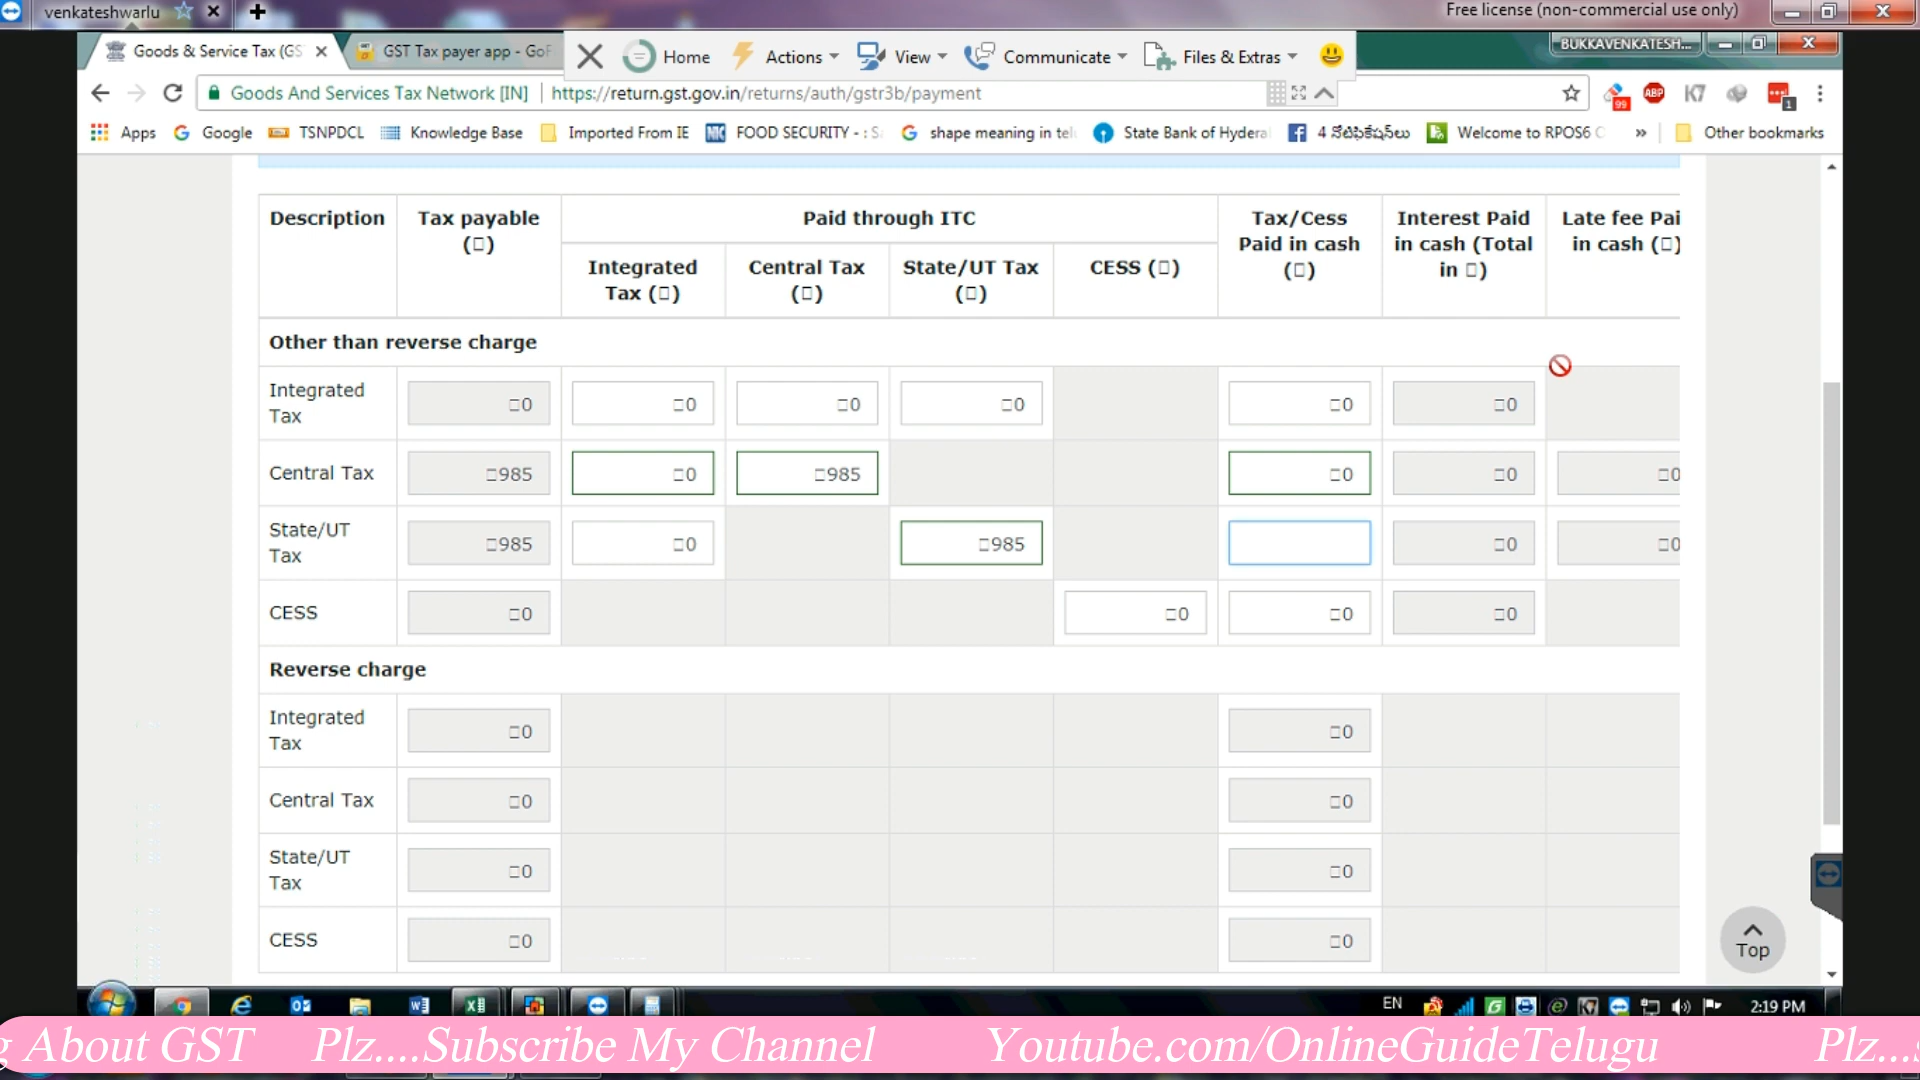 venkateshwarlu
Free license (non-commercial use only)
Goods & Service Tax (GS
GST Tax payer app - GoF
Home
Actions
View
Communicate
Files & Extras
BUKKAVENKATESH...
Goods And Services Tax Network [IN]
https://return.gst.gov.in/returns/auth/gstr3b/payment
99
ABP
K7
1
Apps
Google
TSNPDCL
Knowledge Base
Imported From IE
NIC
FOOD SECURITY - : S
shape meaning in tel
State Bank of Hydera
4 నోటిఫికేషన్‌లు
Welcome to RPOS6
»
Other bookmarks
Description
Tax payable
(□)
Paid through ITC
Tax/Cess
Paid in cash
(□)
Interest Paid
in cash (Total
in □)
Late fee Pai
in cash (□)
Integrated
Tax (□)
Central Tax
(□)
State/UT Tax
(□)
CESS (□)
Other than reverse charge
Integrated
Tax
□0 □0 □0 □0 □0 □0
Central Tax □985 □0 □985 □0 □0 □0
State/UT
Tax
□985 □0 □985 □0 □0
CESS □0 □0 □0 □0
Reverse charge
Integrated
Tax
□0 □0
Central Tax □0 □0
State/UT
Tax
□0 □0
CESS □0 □0
Top
EN
2:19 PM
g About GST Plz....Subscribe My Channel Youtube.com/OnlineGuideTelugu Plz...s